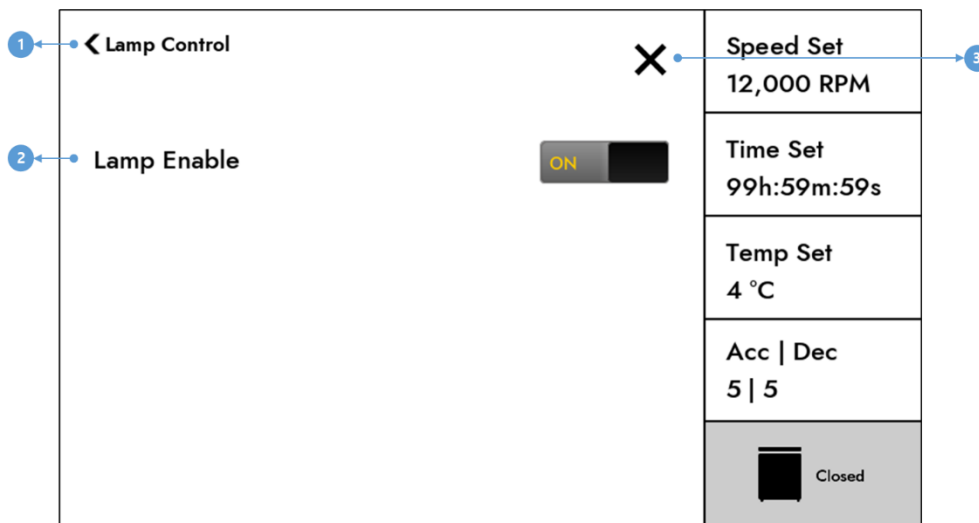 1
Lamp Control
3
2
Lamp Enable
ON
Speed Set
12,000 RPM
Time Set
99h:59m:59s
Temp Set
4 °C
Acc | Dec
5 | 5
Closed